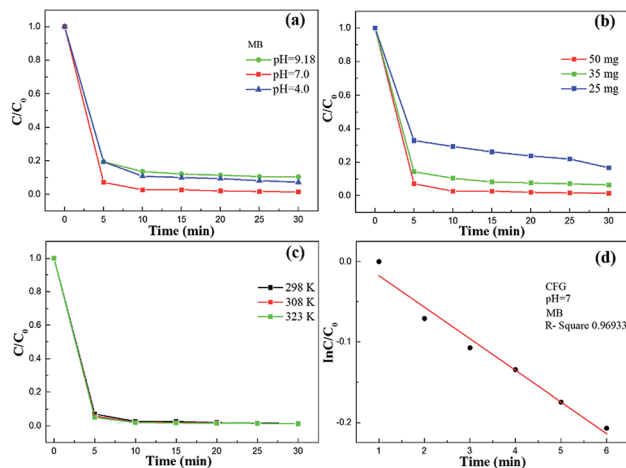 (a)
MB
pH=9.18
pH=7.0
pH=4.0
C/C0
1.0
0.8
0.6
0.4
0.2
0.0
0 5 10 15 20 25 30
Time (min)
(b)
50 mg
35 mg
25 mg
C/C0
1.0
0.8
0.6
0.4
0.2
0.0
0 5 10 15 20 25 30
Time (min)
(c)
298 K
308 K
323 K
C/C0
1.0
0.8
0.6
0.4
0.2
0.0
0 5 10 15 20 25 30
Time (min)
(d)
CFG
pH=7
MB
R- Square 0.96933
lnC/C0
0.0
-0.1
-0.2
1 2 3 4 5 6
Time (min)